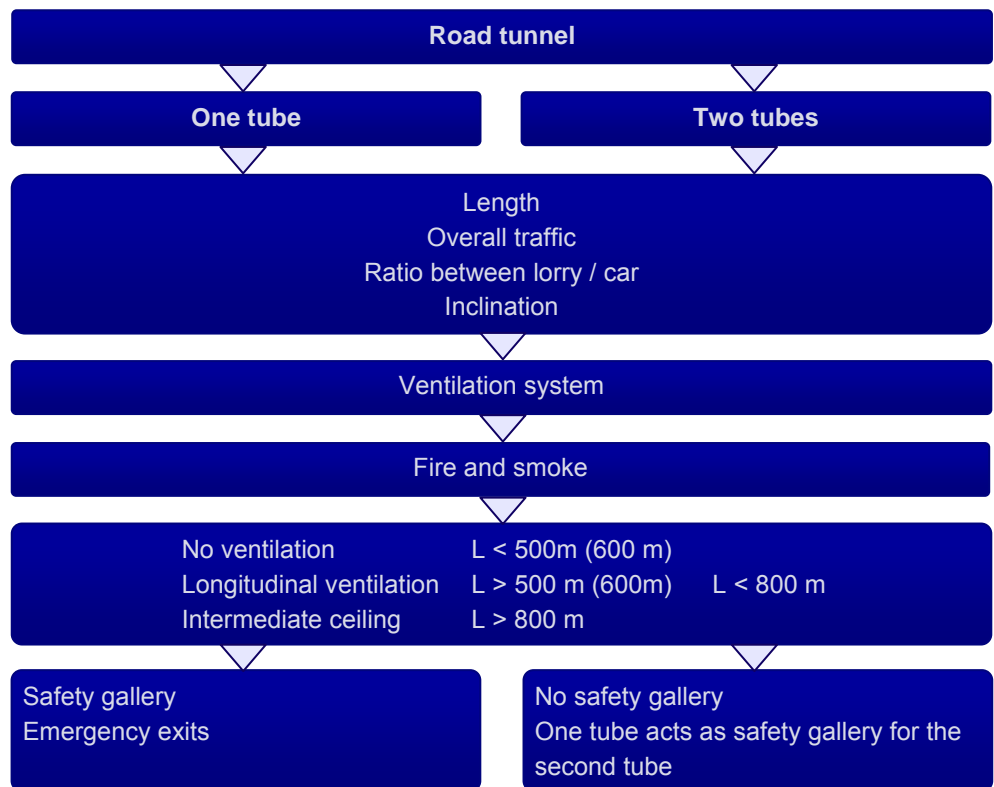 Road tunnel
One tube
Two tubes
Length
Overall traffic
Ratio between lorry / car
Inclination
Ventilation system
Fire and smoke
No ventilation L < 500m (600 m)
Longitudinal ventilation L > 500 m (600m) L < 800 m
Intermediate ceiling L > 800 m
Safety gallery
Emergency exits
No safety gallery
One tube acts as safety gallery for the
second tube